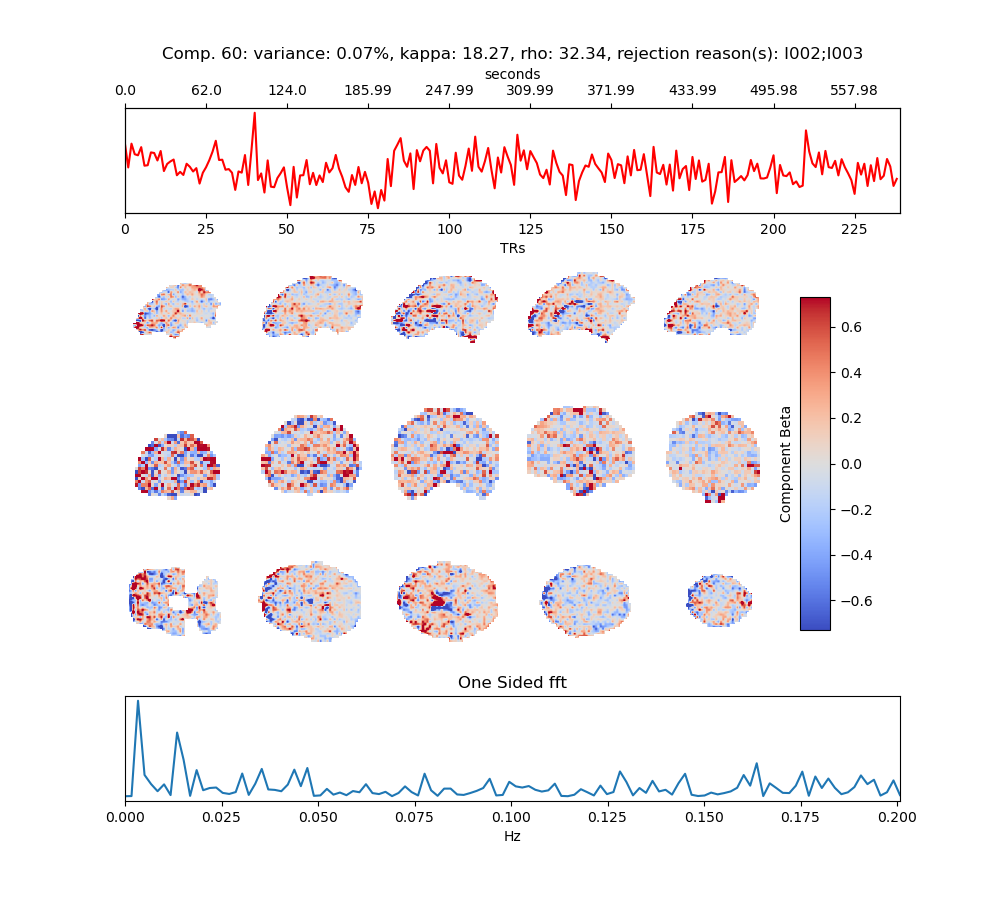 Comp. 60: variance: 0.07%, kappa: 18.27, rho: 32.34, rejection reason(s): I002;I003
seconds
0.0 62.0 124.0 185.99 247.99 309.99 371.99 433.99 495.98 557.98
0 25 50 75 100 125 150 175 200 225
TRs
Component Beta
0.6
0.4
0.2
0.0
−0.2
−0.4
−0.6
One Sided fft
0.000 0.025 0.050 0.075 0.100 0.125 0.150 0.175 0.200
Hz